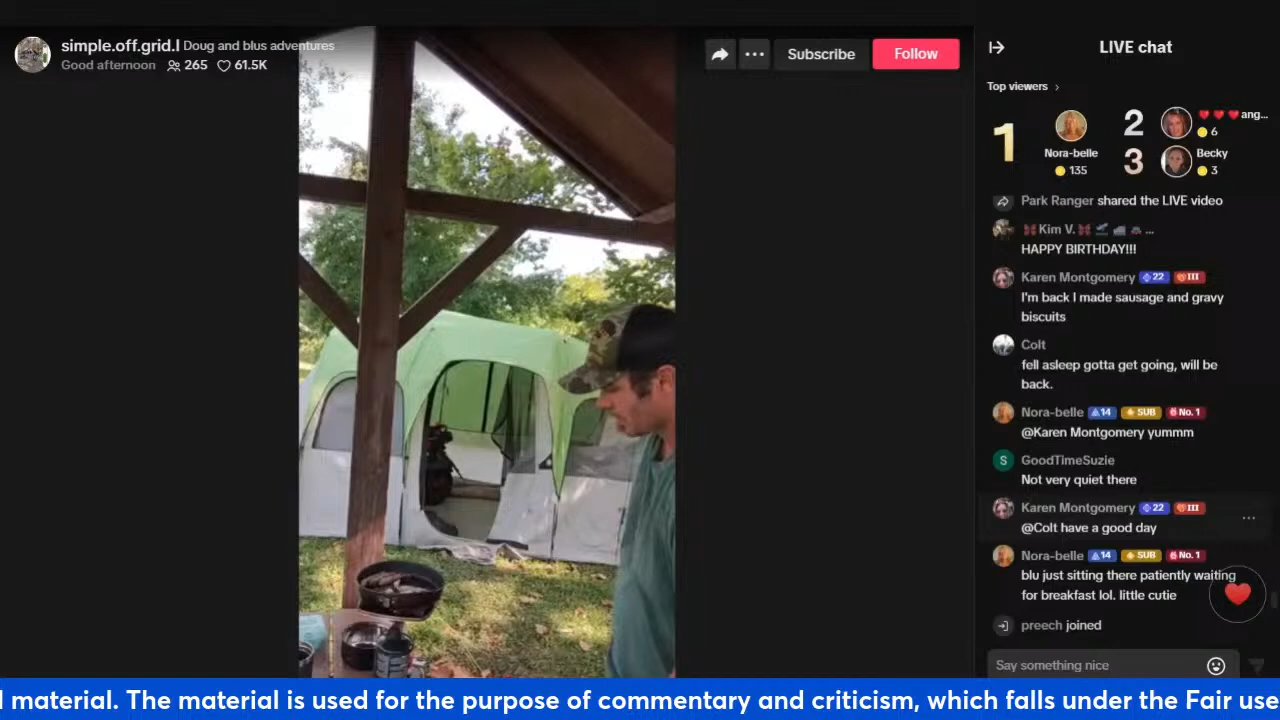 simple.off.grid.l Doug and blus adventures
Good afternoon 265 61.5K
Subscribe
Follow
LIVE chat
Top viewers
1
Nora-belle
135
2
ang...
6
3
Becky
3
Park Ranger shared the LIVE video
Kim V. ...
HAPPY BIRTHDAY!!!
Karen Montgomery 22 III
I'm back I made sausage and gravy
biscuits
Colt
fell asleep gotta get going, will be
back.
Nora-belle 14 SUB No. 1
@Karen Montgomery yummm
S GoodTimeSuzie
Not very quiet there
Karen Montgomery 22 III
@Colt have a good day
Nora-belle 14 SUB No. 1
blu just sitting there patiently waiting
for breakfast lol. little cutie
preech joined
Say something nice
l material. The material is used for the purpose of commentary and criticism, which falls under the Fair use